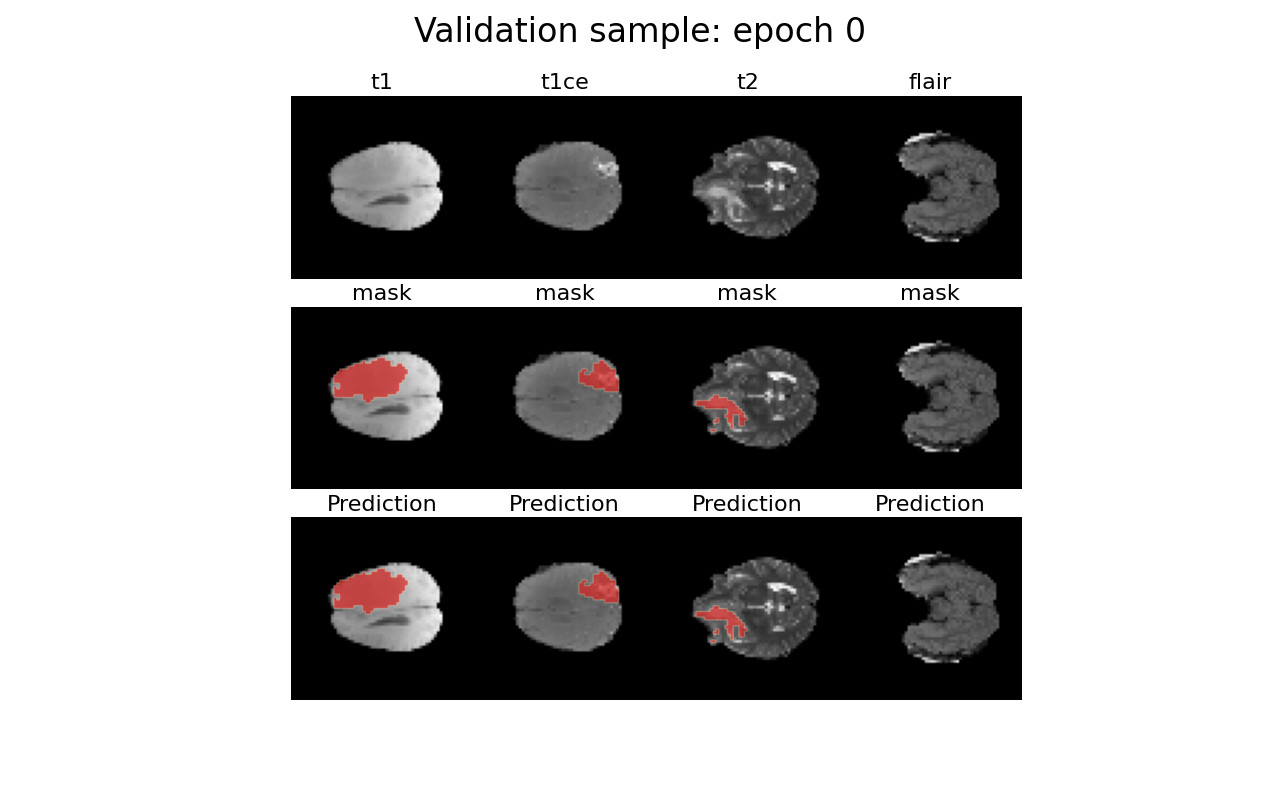 Validation sample: epoch 0
t1 t1ce t2 flair
mask mask mask mask
Prediction Prediction Prediction Prediction